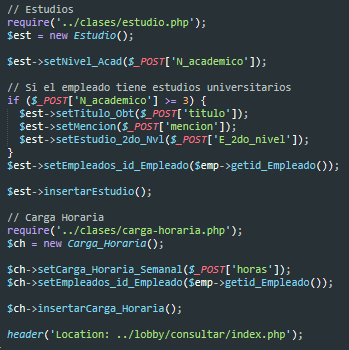 // Estudios
require('../clases/estudio.php');
$est = new Estudio();
$est->setNivel_Acad($_POST['N_academico']);
// Si el empleado tiene estudios universitarios
if ($_POST['N_academico'] >= 3) {
$est->setTitulo_Obt($_POST['titulo']);
$est->setMencion($_POST['mencion']);
$est->setEstudio_2do_Nvl($_POST['E_2do_nivel']);
}
$est->setEmpleados_id_Empleado($emp->getid_Empleado());
$est->insertarEstudio();
// Carga Horaria
require('../clases/carga-horaria.php');
$ch = new Carga_Horaria();
$ch->setCarga_Horaria_Semanal($_POST['horas']);
$ch->setEmpleados_id_Empleado($emp->getid_Empleado());
$ch->insertarCarga_Horaria();
header('Location: ../lobby/consultar/index.php');